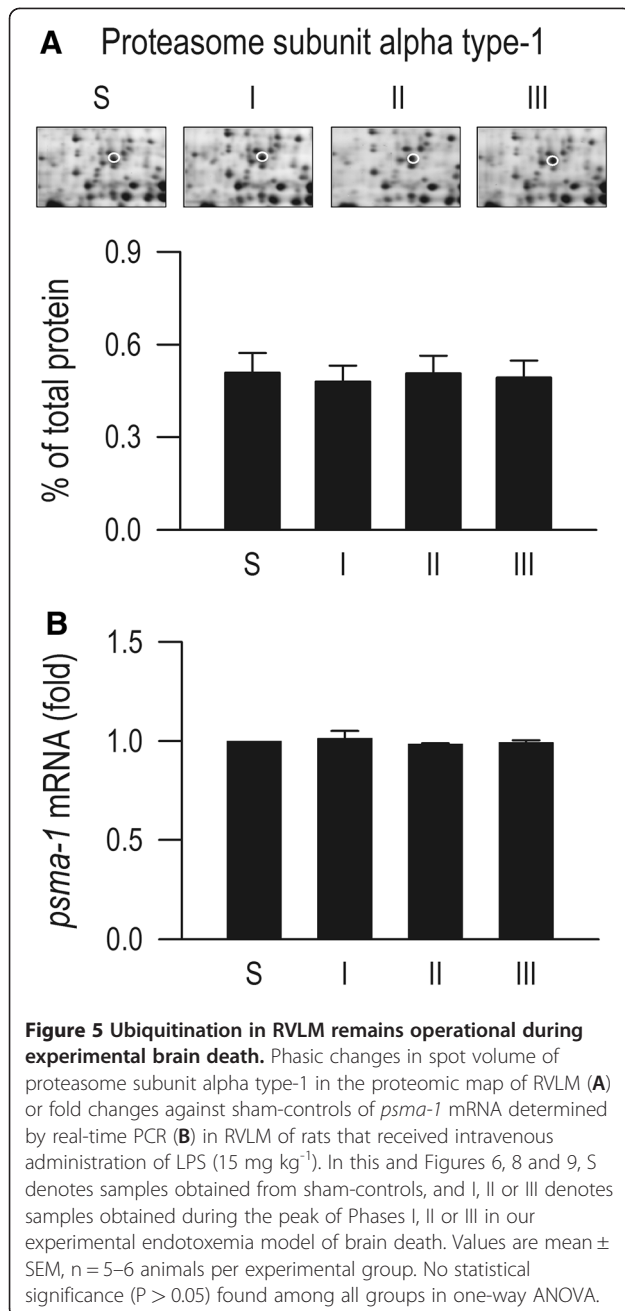 A Proteasome subunit alpha type-1
S I II III
0.9
0.6
0.3
0.0
% of total protein
S I II III
B
1.5
1.0
0.5
0.0
psma-1 mRNA (fold)
S I II III
Figure 5 Ubiquitination in RVLM remains operational during
experimental brain death. Phasic changes in spot volume of
proteasome subunit alpha type-1 in the proteomic map of RVLM (A)
or fold changes against sham-controls of psma-1 mRNA determined
by real-time PCR (B) in RVLM of rats that received intravenous
administration of LPS (15 mg kg⁻¹). In this and Figures 6, 8 and 9, S
denotes samples obtained from sham-controls, and I, II or III denotes
samples obtained during the peak of Phases I, II or III in our
experimental endotoxemia model of brain death. Values are mean ±
SEM, n = 5–6 animals per experimental group. No statistical
significance (P > 0.05) found among all groups in one-way ANOVA.